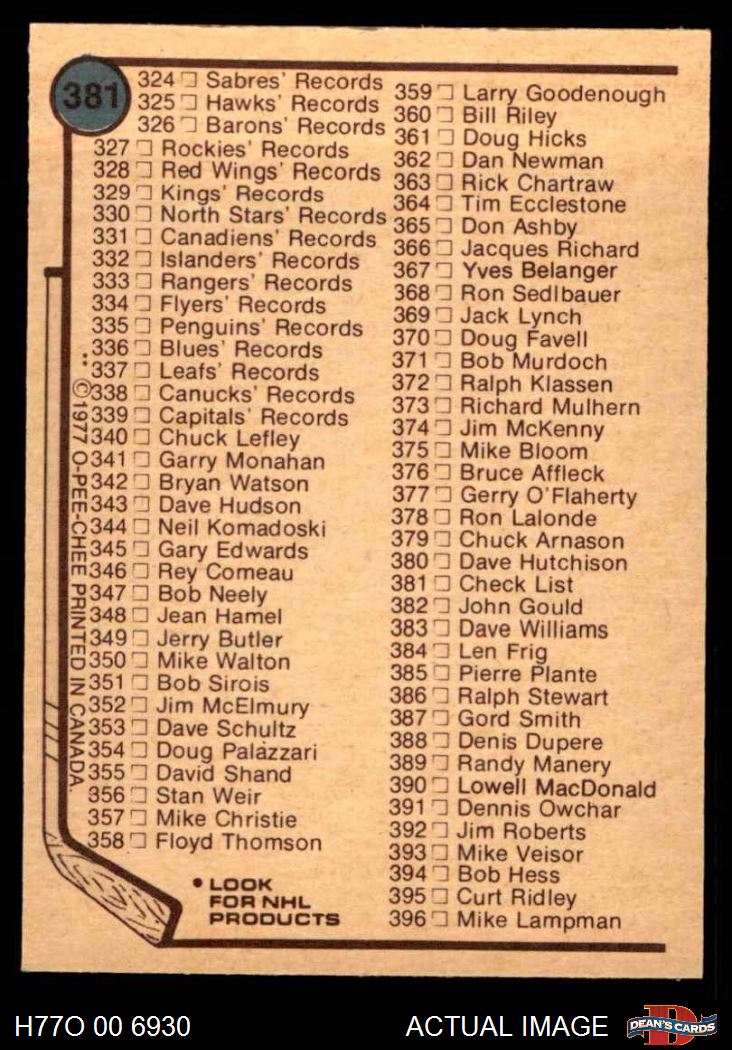 381
324 Sabres' Records
325 Hawks' Records
326 Barons' Records
327 Rockies' Records
328 Red Wings' Records
329 Kings' Records
330 North Stars' Records
331 Canadiens' Records
332 Islanders' Records
333 Rangers' Records
334 Flyers' Records
335 Penguins' Records
336 Blues' Records
337 Leafs' Records
338 Canucks' Records
339 Capitals' Records
340 Chuck Lefley
341 Garry Monahan
342 Bryan Watson
343 Dave Hudson
344 Neil Komadoski
345 Gary Edwards
346 Rey Comeau
347 Bob Neely
348 Jean Hamel
349 Jerry Butler
350 Mike Walton
351 Bob Sirois
352 Jim McElmury
353 Dave Schultz
354 Doug Palazzari
355 David Shand
356 Stan Weir
357 Mike Christie
358 Floyd Thomson
**©1977 O-PEE-CHEE PRINTED IN CANADA.
• LOOK
FOR NHL
PRODUCTS
359 Larry Goodenough
360 Bill Riley
361 Doug Hicks
362 Dan Newman
363 Rick Chartraw
364 Tim Ecclestone
365 Don Ashby
366 Jacques Richard
367 Yves Belanger
368 Ron Sedlbauer
369 Jack Lynch
370 Doug Favell
371 Bob Murdoch
372 Ralph Klassen
373 Richard Mulhern
374 Jim McKenny
375 Mike Bloom
376 Bruce Affleck
377 Gerry O'Flaherty
378 Ron Lalonde
379 Chuck Arnason
380 Dave Hutchison
381 Check List
382 John Gould
383 Dave Williams
384 Len Frig
385 Pierre Plante
386 Ralph Stewart
387 Gord Smith
388 Denis Dupere
389 Randy Manery
390 Lowell MacDonald
391 Dennis Owchar
392 Jim Roberts
393 Mike Veisor
394 Bob Hess
395 Curt Ridley
396 Mike Lampman
H77O 00 6930
ACTUAL IMAGE
D
DEAN'S CARDS